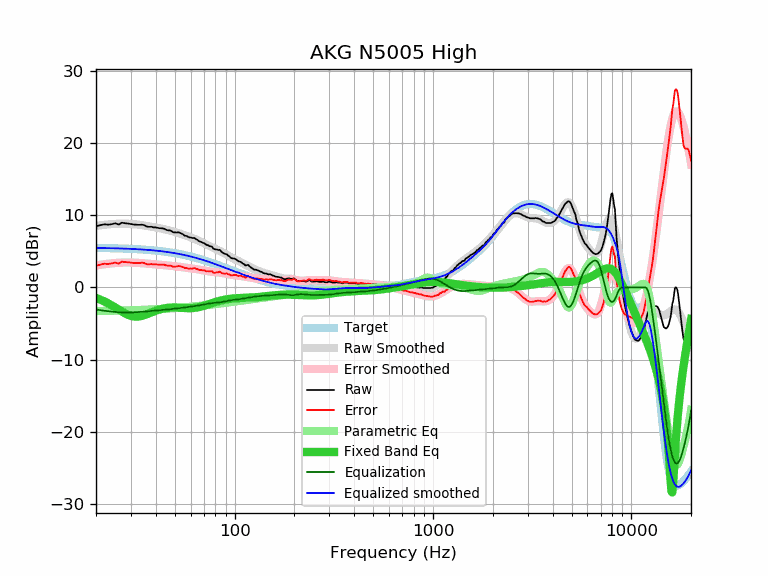 AKG N5005 High
Amplitude (dBr)
30
20
10
0
−10
−20
−30
Target
Raw Smoothed
Error Smoothed
Raw
Error
Parametric Eq
Fixed Band Eq
Equalization
Equalized smoothed
100
1000
10000
Frequency (Hz)